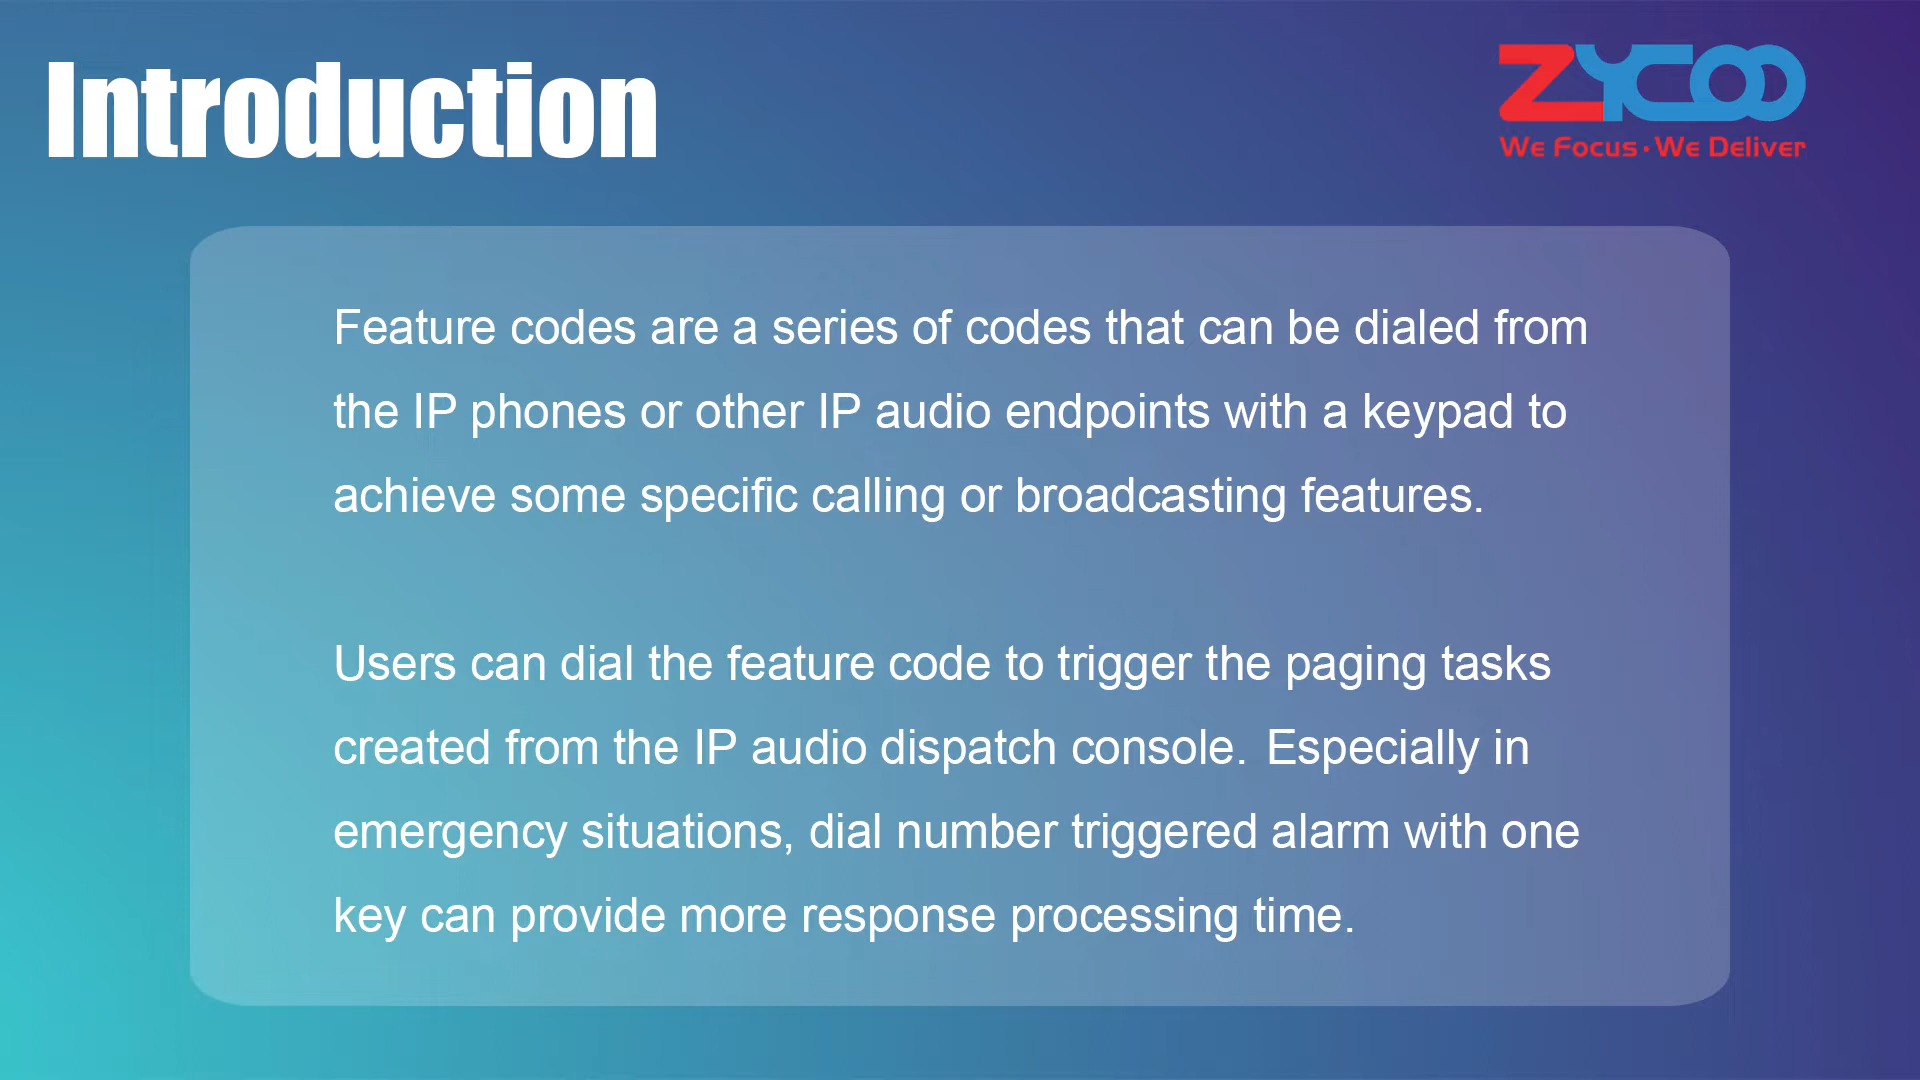 Introduction
ZYCOO
We Focus·We Deliver
Feature codes are a series of codes that can be dialed from
the IP phones or other IP audio endpoints with a keypad to
achieve some specific calling or broadcasting features.
Users can dial the feature code to trigger the paging tasks
created from the IP audio dispatch console. Especially in
emergency situations, dial number triggered alarm with one
key can provide more response processing time.